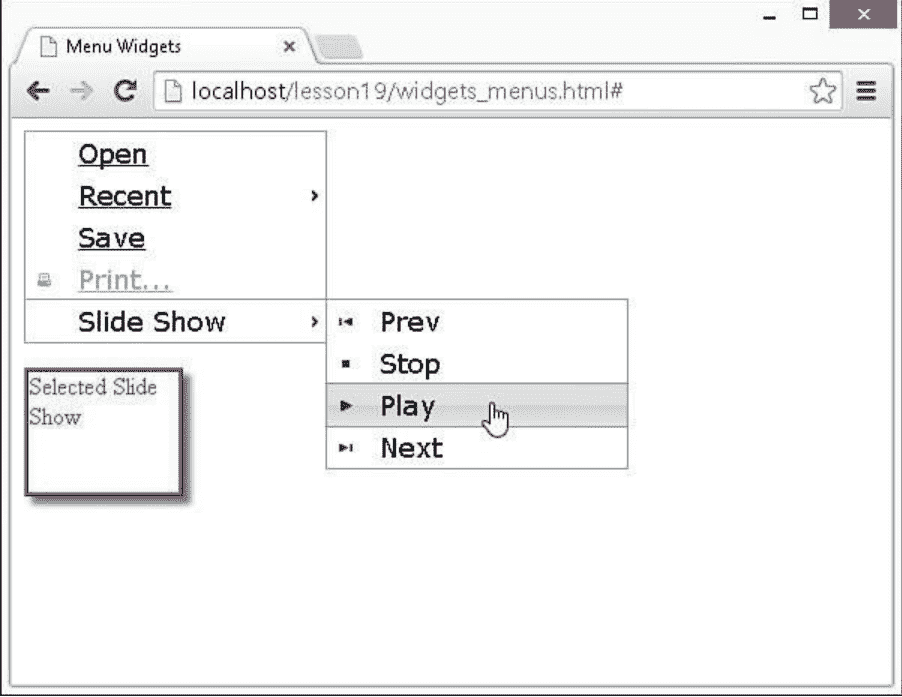 Menu Widgets
localhost/lesson19/widgets_menus.html#
Open
Recent
Save
Print...
Slide Show
Prev
Stop
Play
Next
Selected Slide
Show